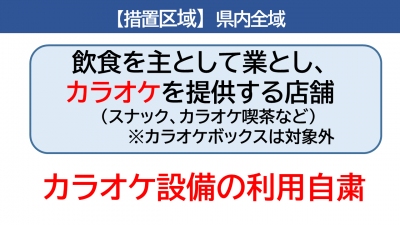 【措置区域】 県内全域
飲食を主として業とし、
カラオケを提供する店舗
（スナック、カラオケ喫茶など）
※カラオケボックスは対象外
カラオケ設備の利用自粛